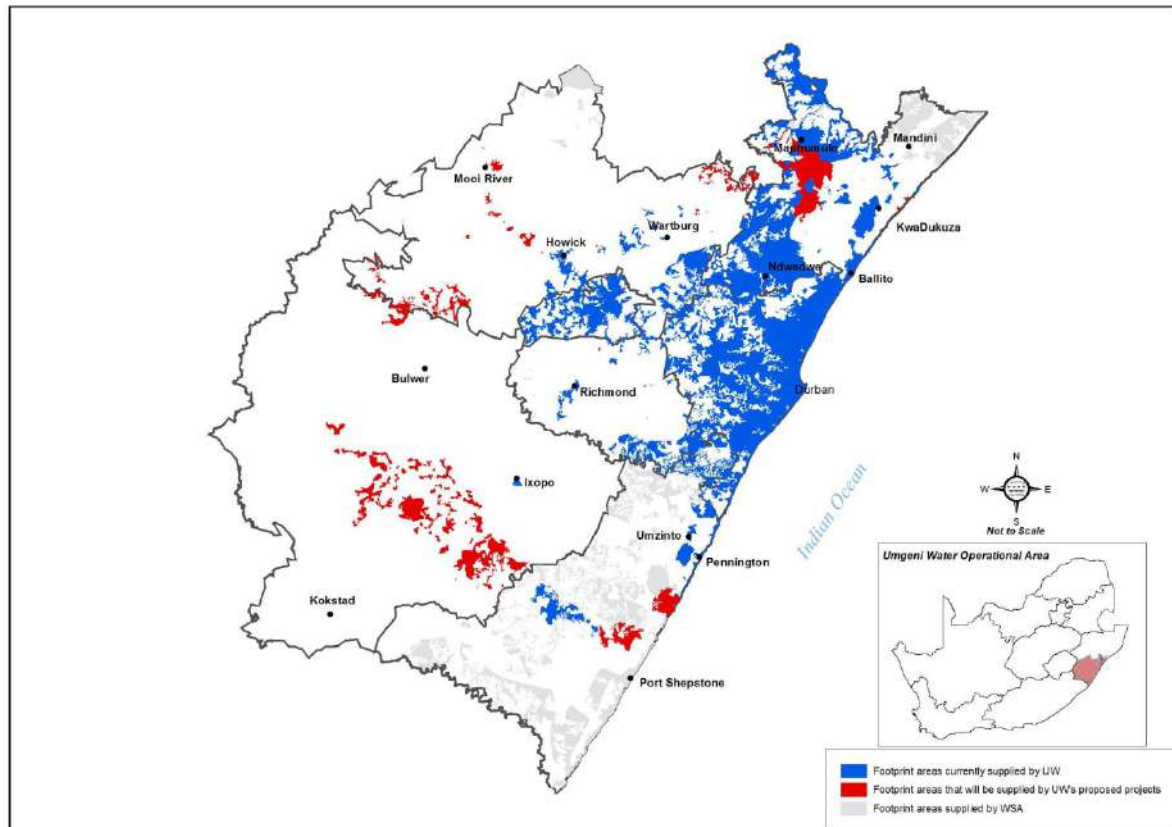 Mandini
Maphumulo
Mooi River
KwaDukuza
Wartburg
Howick
Ndwedwe
Ballito
Bulwer
Richmond
Durban
Ixopo
Indian Ocean
N
W E
S
Not to Scale
Umzinto
Pennington
Umgeni Water Operational Area
Kokstad
Port Shepstone
Footprint areas currently supplied by UW
Footprint areas that will be supplied by UW's proposed projects
Footprint areas supplied by WSA